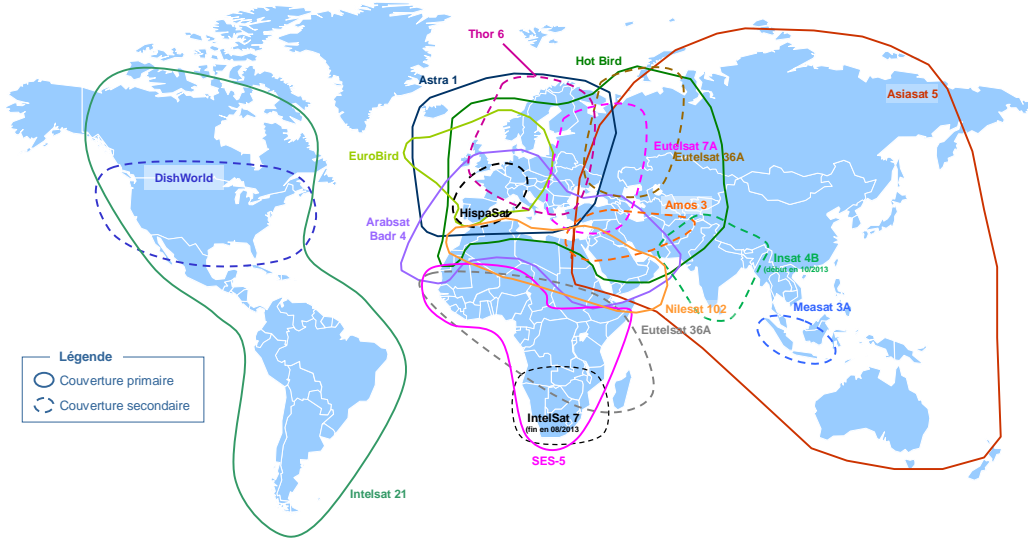 Thor 6
Hot Bird
Astra 1
Asiasat 5
EuroBird
Eutelsat 7A
Eutelsat 36A
DishWorld
HispaSat
Amos 3
Arabsat
Badr 4
Insat 4B
(début en 10/2013
Nilesat 102
Measat 3A
Eutelsat 36A
Légende
Couverture primaire
Couverture secondaire
IntelSat 7
(fin en 08/2013
SES-5
Intelsat 21